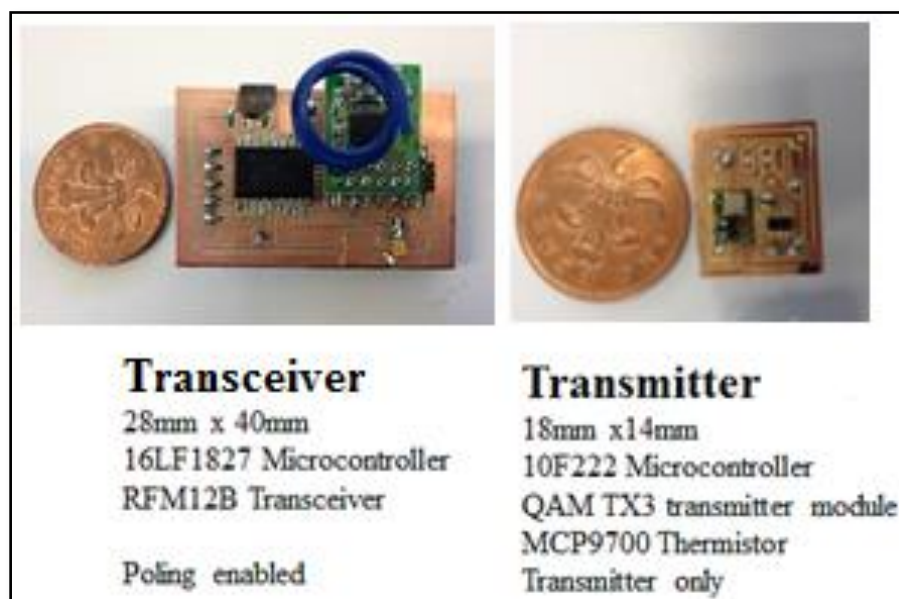 Transceiver
28mm x 40mm
16LF1827 Microcontroller
RFM12B Transceiver
Poling enabled
Transmitter
18mm x14mm
10F222 Microcontroller
QAM TX3 transmitter module
MCP9700 Thermistor
Transmitter only